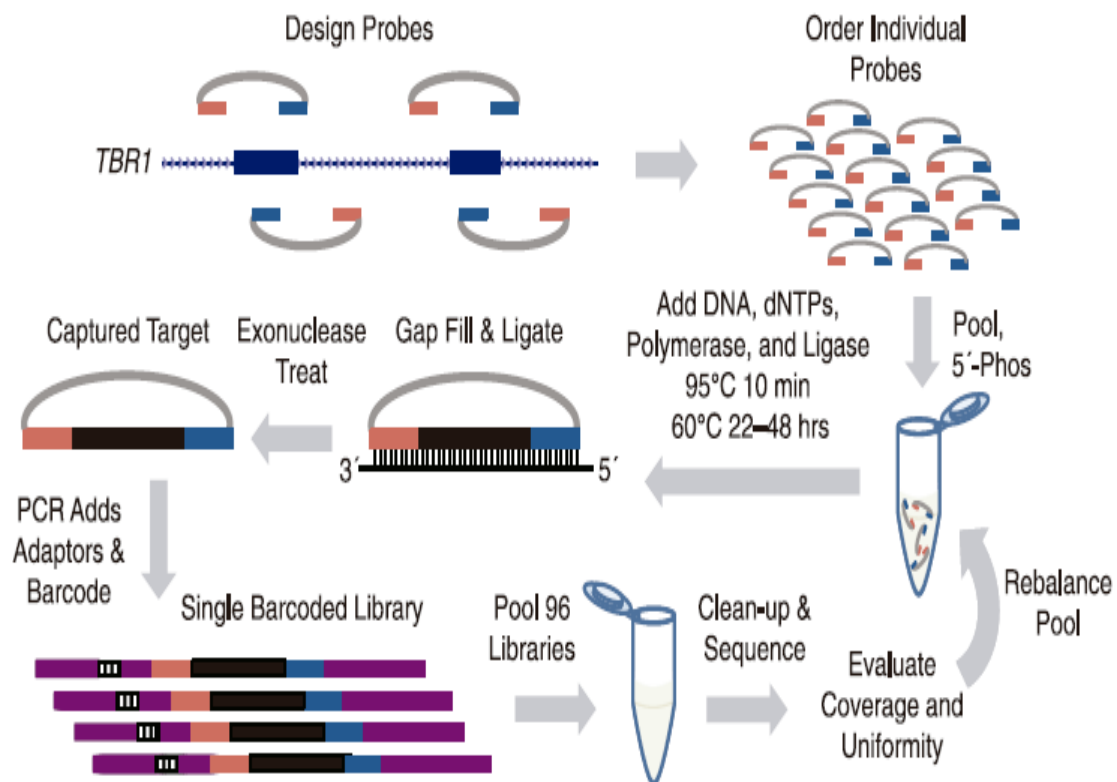 Design Probes
Order Individual
Probes
TBR1
Captured Target
Exonuclease
Treat
Gap Fill & Ligate
Add DNA, dNTPs,
Polymerase, and Ligase
95°C 10 min
60°C 22–48 hrs
Pool,
5´-Phos
3´
5´
PCR Adds
Adaptors &
Barcode
Single Barcoded Library
Pool 96
Libraries
Clean-up &
Sequence
Evaluate
Coverage and
Uniformity
Rebalance
Pool